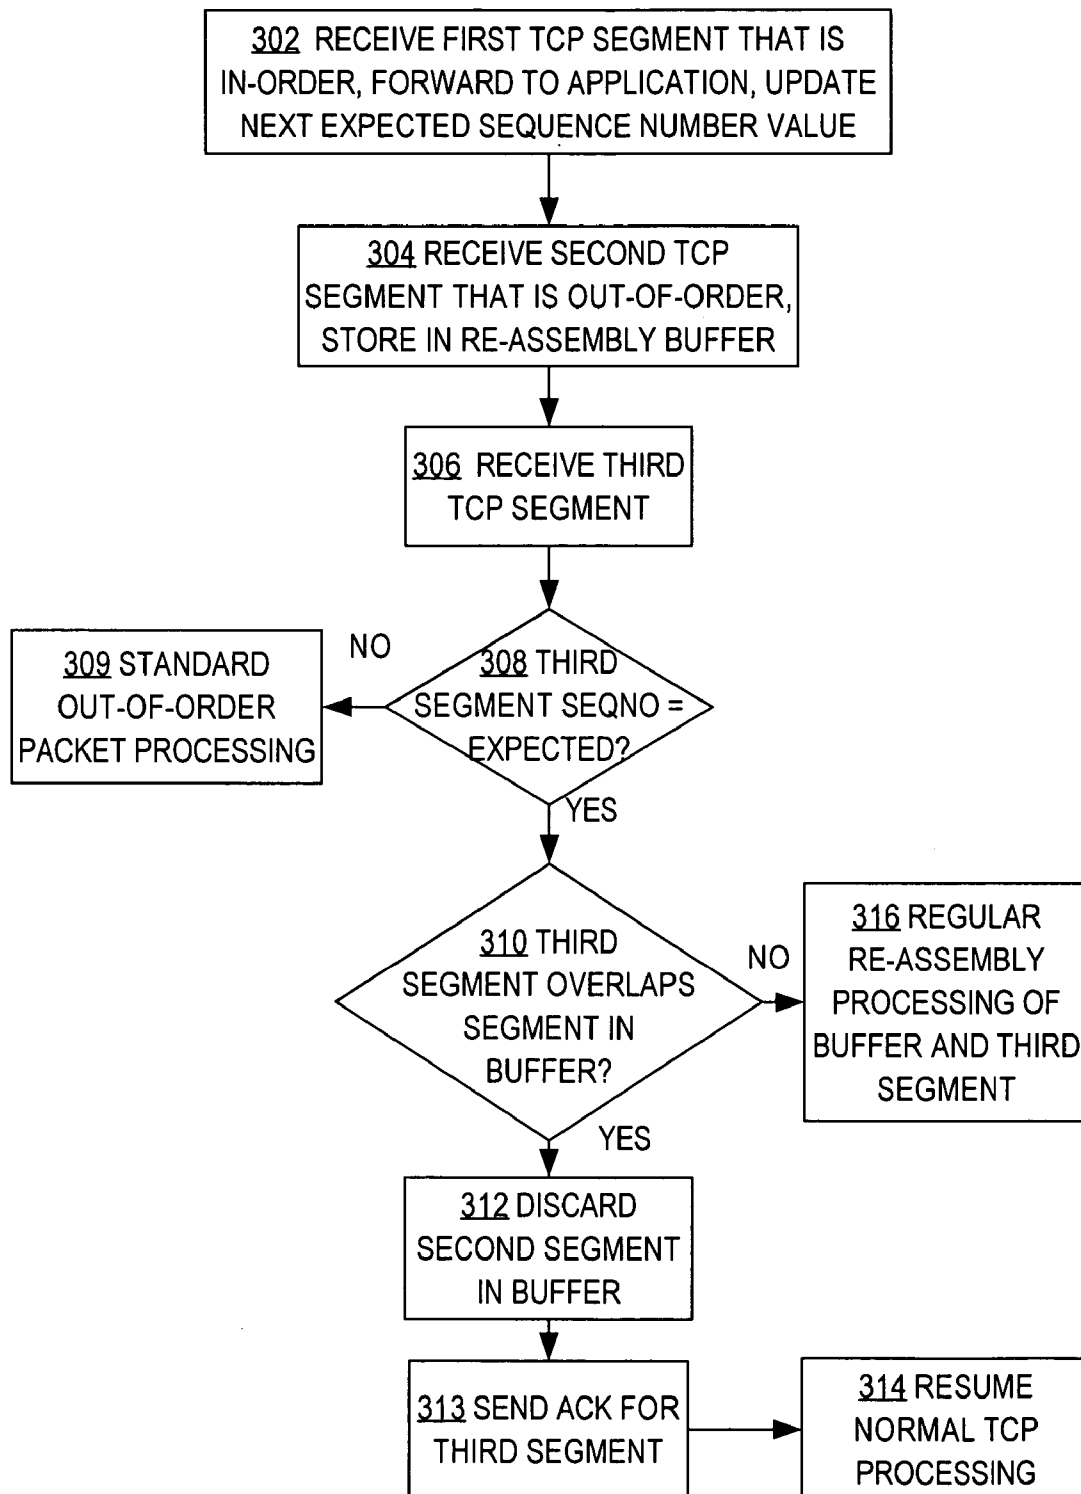 302 RECEIVE FIRST TCP SEGMENT THAT IS
IN-ORDER, FORWARD TO APPLICATION, UPDATE
NEXT EXPECTED SEQUENCE NUMBER VALUE
304 RECEIVE SECOND TCP
SEGMENT THAT IS OUT-OF-ORDER,
STORE IN RE-ASSEMBLY BUFFER
306 RECEIVE THIRD
TCP SEGMENT
308 THIRD
SEGMENT SEQNO =
EXPECTED?
NO
309 STANDARD
OUT-OF-ORDER
PACKET PROCESSING
YES
310 THIRD
SEGMENT OVERLAPS
SEGMENT IN
BUFFER?
NO
316 REGULAR
RE-ASSEMBLY
PROCESSING OF
BUFFER AND THIRD
SEGMENT
YES
312 DISCARD
SECOND SEGMENT
IN BUFFER
313 SEND ACK FOR
THIRD SEGMENT
314 RESUME
NORMAL TCP
PROCESSING